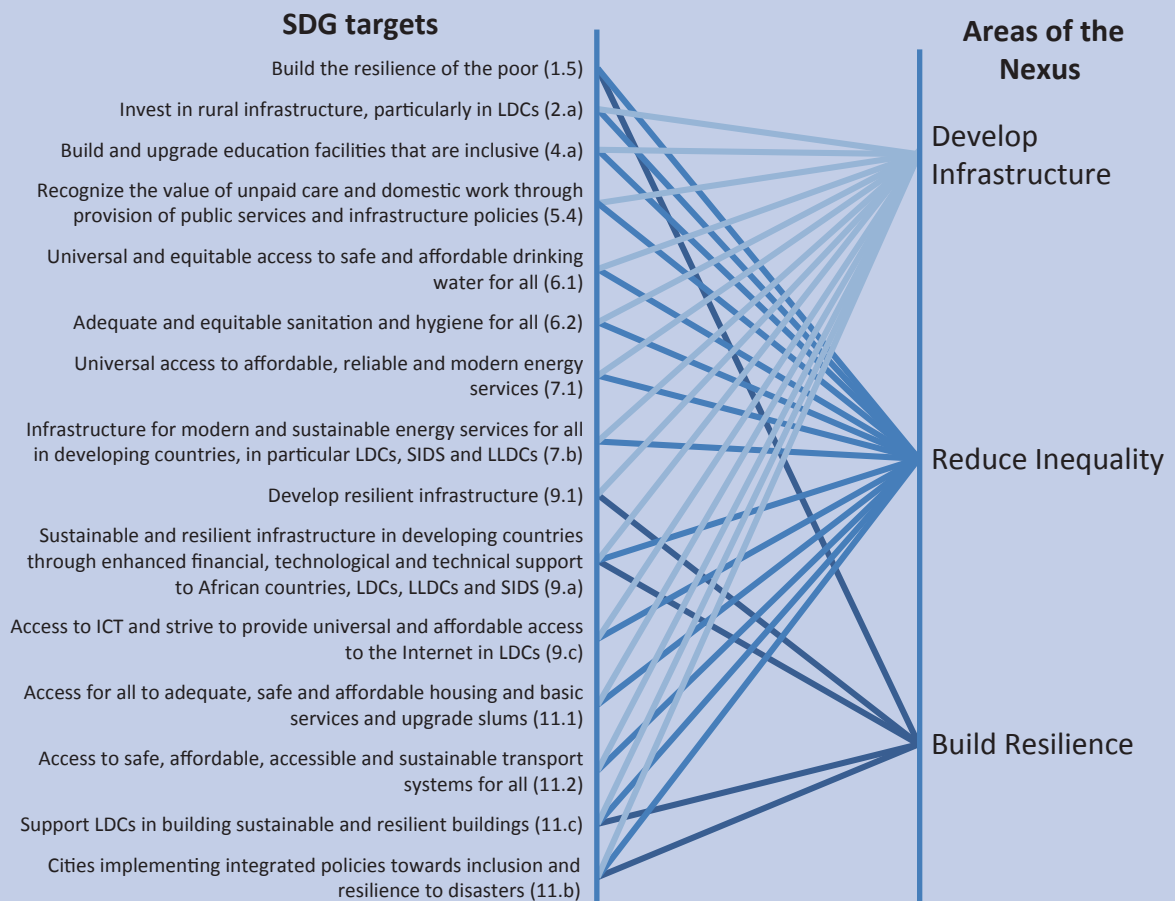 SDG targets
Build the resilience of the poor (1.5)
Invest in rural infrastructure, particularly in LDCs (2.a)
Build and upgrade education facilities that are inclusive (4.a)
Recognize the value of unpaid care and domestic work through
provision of public services and infrastructure policies (5.4)
Universal and equitable access to safe and affordable drinking
water for all (6.1)
Adequate and equitable sanitation and hygiene for all (6.2)
Universal access to affordable, reliable and modern energy
services (7.1)
Infrastructure for modern and sustainable energy services for all
in developing countries, in particular LDCs, SIDS and LLDCs (7.b)
Develop resilient infrastructure (9.1)
Sustainable and resilient infrastructure in developing countries
through enhanced financial, technological and technical support
to African countries, LDCs, LLDCs and SIDS (9.a)
Access to ICT and strive to provide universal and affordable access
to the Internet in LDCs (9.c)
Access for all to adequate, safe and affordable housing and basic
services and upgrade slums (11.1)
Access to safe, affordable, accessible and sustainable transport
systems for all (11.2)
Support LDCs in building sustainable and resilient buildings (11.c)
Cities implementing integrated policies towards inclusion and
resilience to disasters (11.b)
Areas of the
Nexus
Develop
Infrastructure
Reduce Inequality
Build Resilience